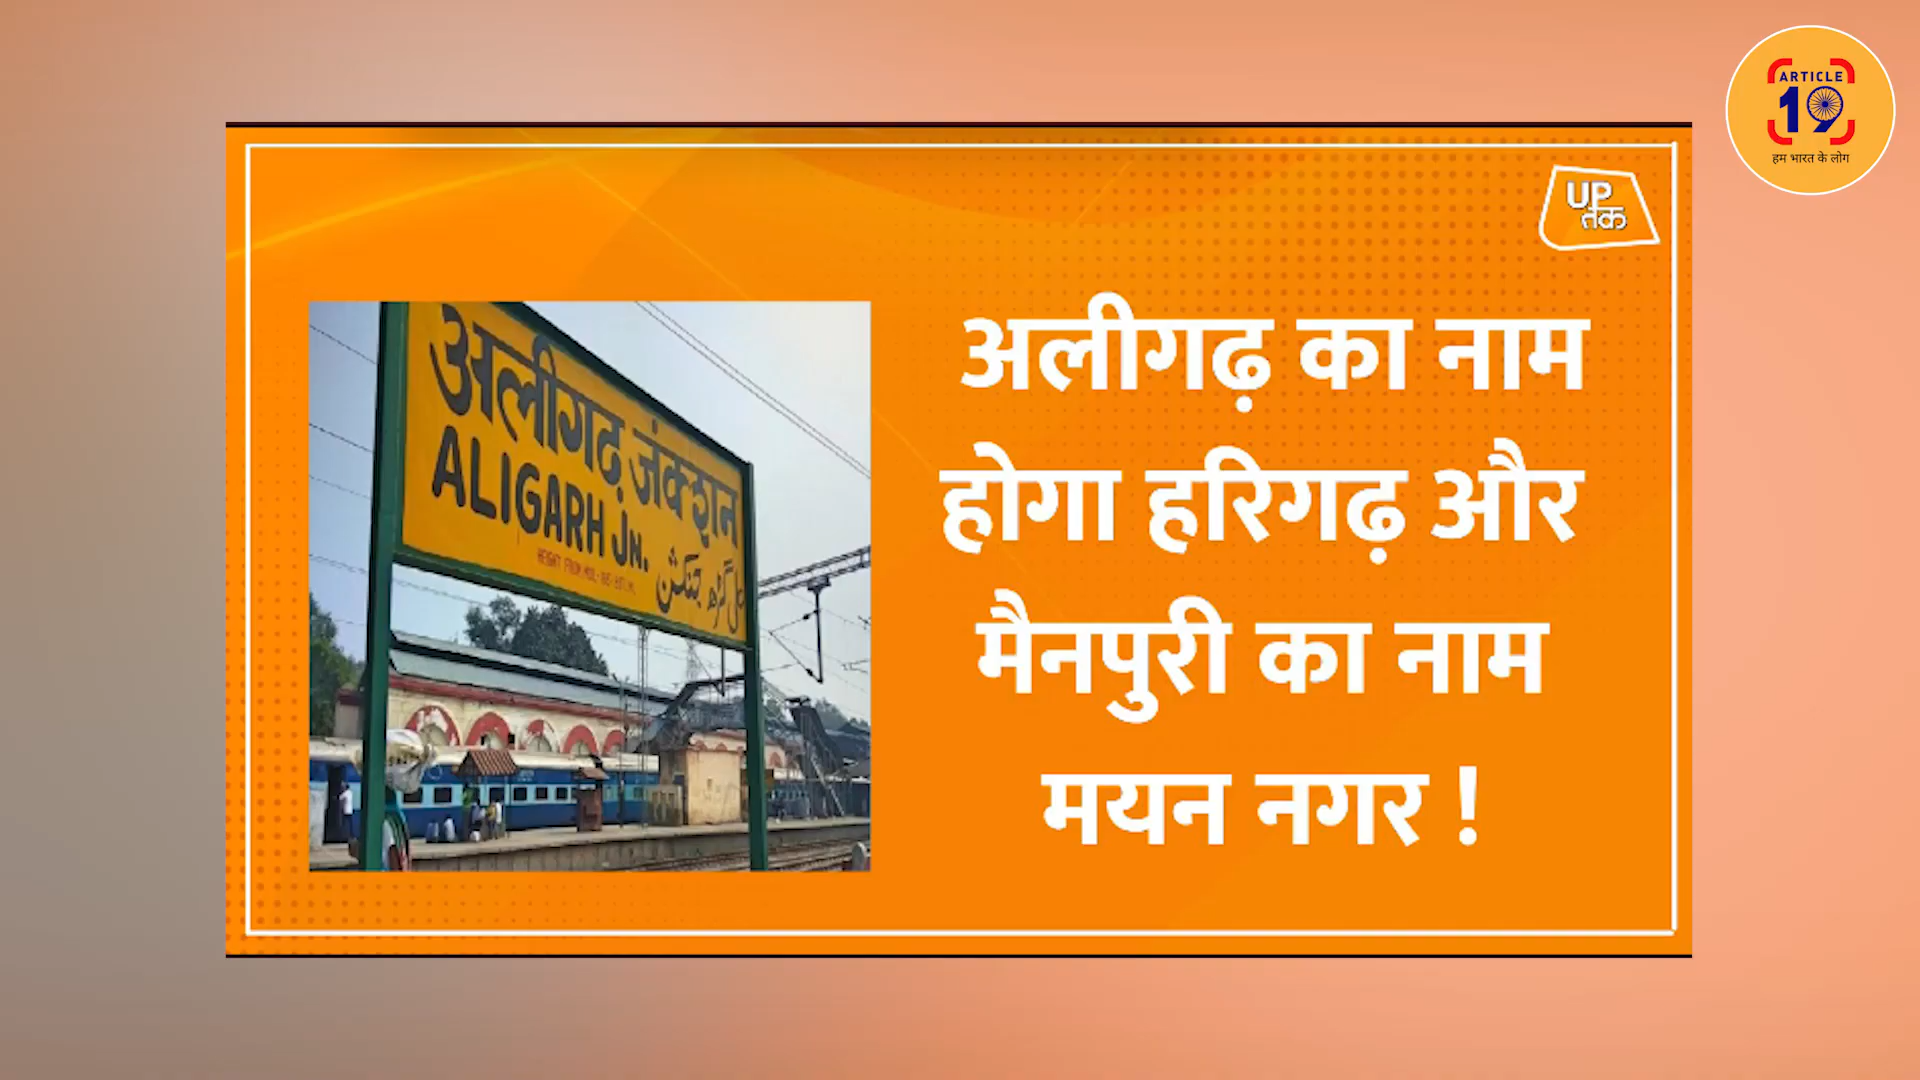 ARTICLE
19
हम भारत के लोग
UP
तक
अलीगढ़ का नाम
होगा हरिगढ़ और
मैनपुरी का नाम
मयन नगर !
अलीगढ़ जंक्शन
ALIGARH JN.